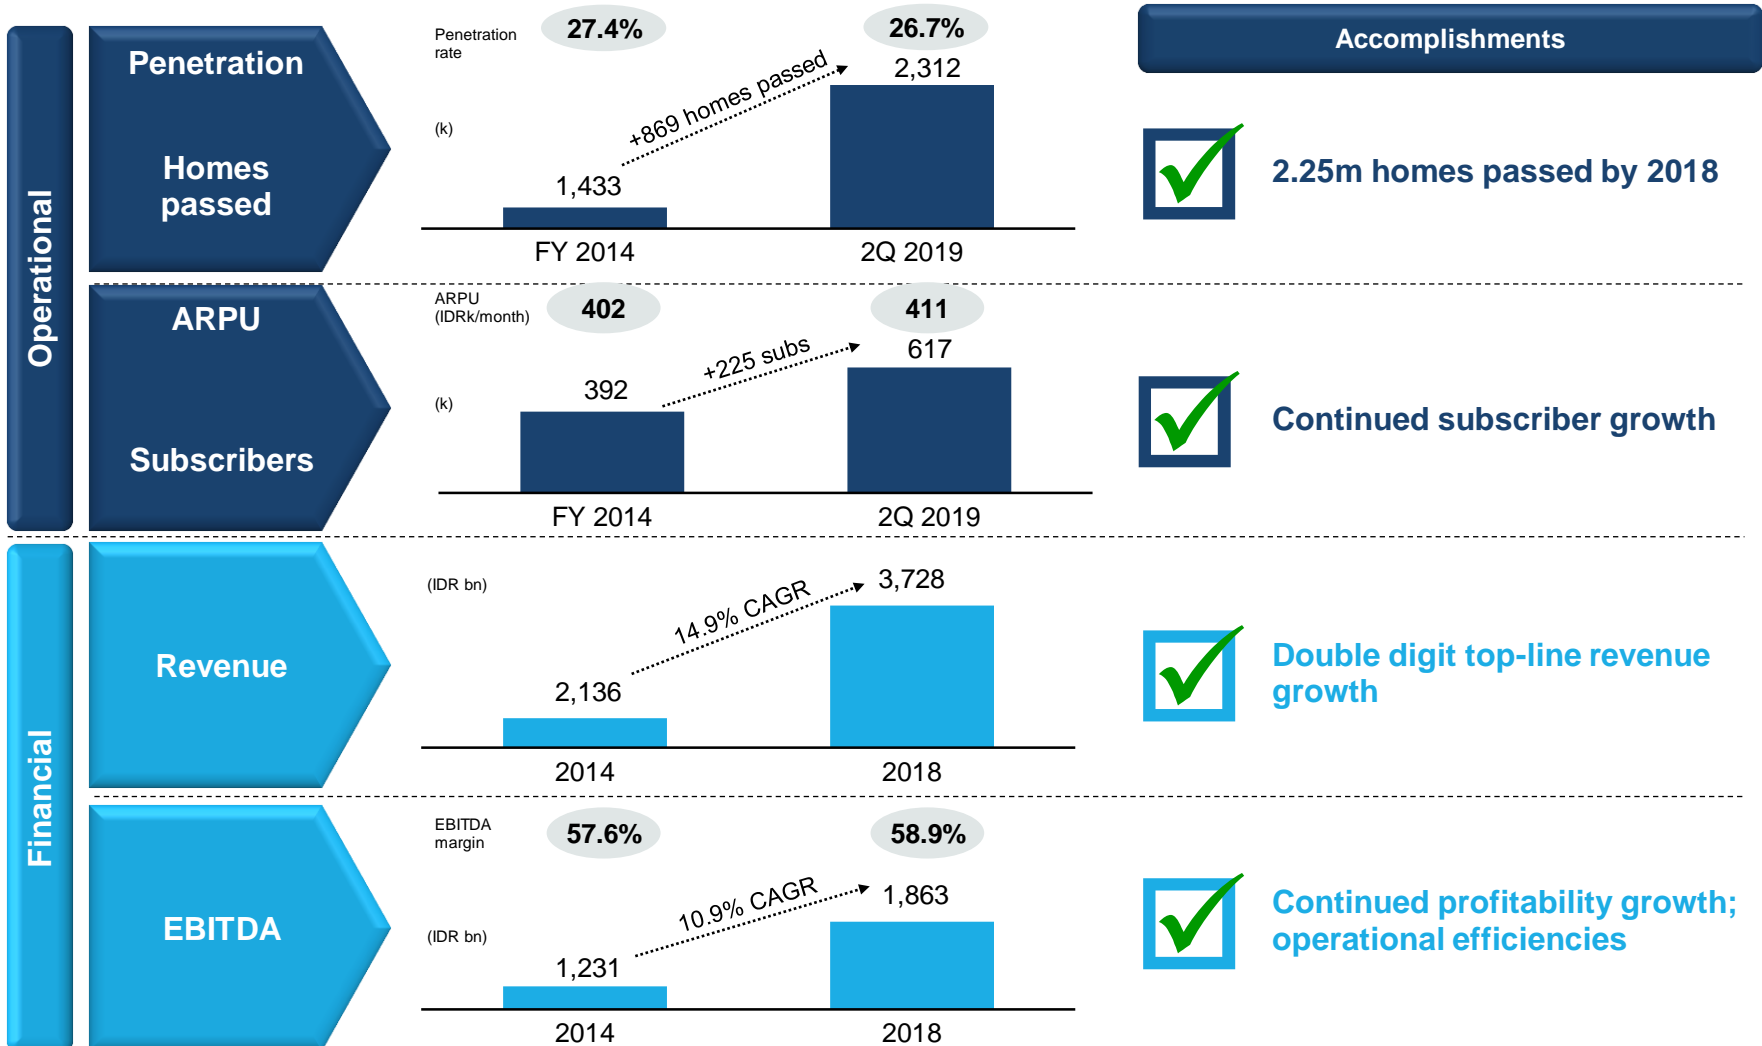 Operational
Penetration
Homes
passed
Penetration
rate
27.4%
26.7%
(k)
1,433
+869 homes passed
2,312
FY 2014
2Q 2019
Accomplishments
2.25m homes passed by 2018
ARPU
Subscribers
ARPU
(IDRk/month)
402
411
(k)
392
+225 subs
617
FY 2014
2Q 2019
Continued subscriber growth
Financial
Revenue
(IDR bn)
2,136
14.9% CAGR
3,728
2014
2018
Double digit top-line revenue
growth
EBITDA
EBITDA
margin
57.6%
58.9%
(IDR bn)
1,231
10.9% CAGR
1,863
2014
2018
Continued profitability growth;
operational efficiencies